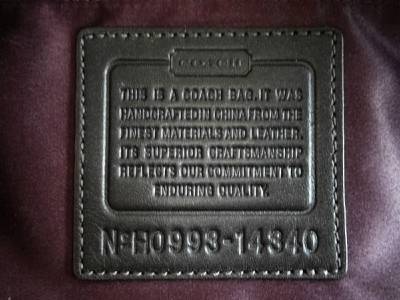 COACH
THIS IS A COACH BAG.IT WAS
HANDCRAFTED IN CHINA FROM THE
FINEST MATERIALS AND LEATHER.
ITS SUPERIOR CRAFTSMANSHIP
REFLECTS OUR COMMITMENT TO
ENDURING QUALITY.
Nº H0993-14340